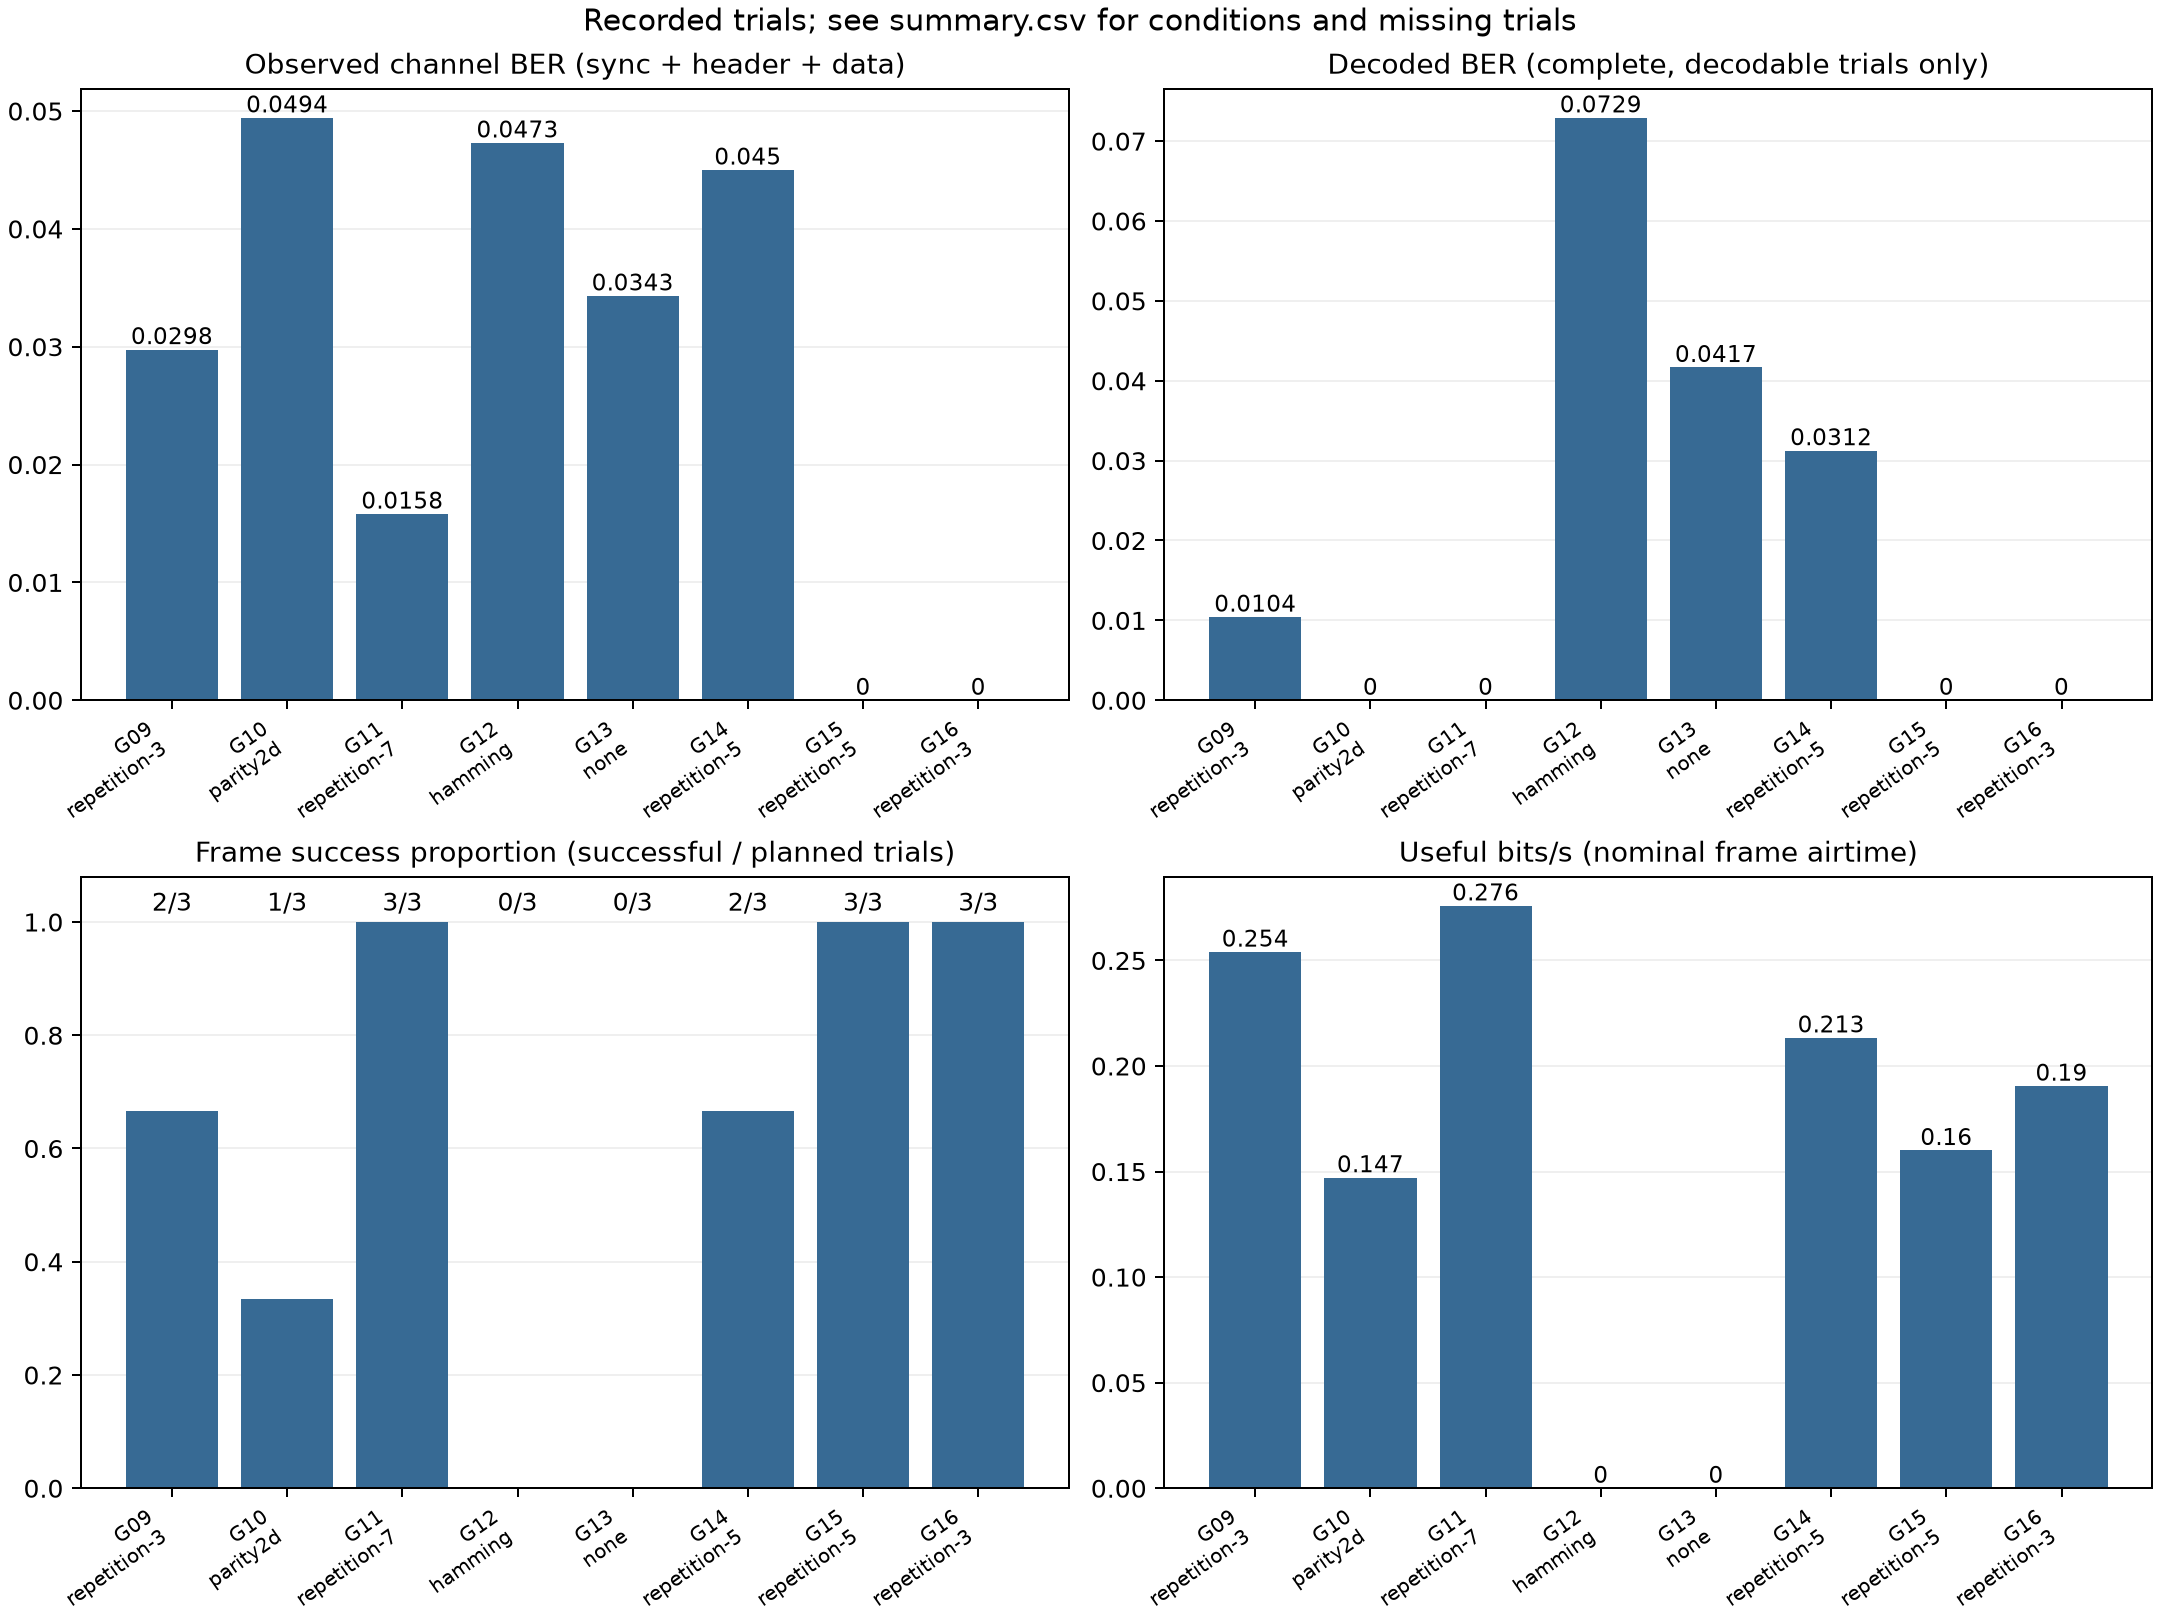 Recorded trials; see summary.csv for conditions and missing trials
Observed channel BER (sync + header + data)
0.05
0.04
0.03
0.02
0.01
0.00
0.0298
0.0494
0.0158
0.0473
0.0343
0.045
0
0
G09
repetition-3
G10
parity2d
G11
repetition-7
G12
hamming
G13
none
G14
repetition-5
G15
repetition-5
G16
repetition-3
Decoded BER (complete, decodable trials only)
0.07
0.06
0.05
0.04
0.03
0.02
0.01
0.00
0.0104
0
0
0.0729
0.0417
0.0312
0
0
G09
repetition-3
G10
parity2d
G11
repetition-7
G12
hamming
G13
none
G14
repetition-5
G15
repetition-5
G16
repetition-3
Frame success proportion (successful / planned trials)
1.0
0.8
0.6
0.4
0.2
0.0
2/3
1/3
3/3
0/3
0/3
2/3
3/3
3/3
G09
repetition-3
G10
parity2d
G11
repetition-7
G12
hamming
G13
none
G14
repetition-5
G15
repetition-5
G16
repetition-3
Useful bits/s (nominal frame airtime)
0.25
0.20
0.15
0.10
0.05
0.00
0.254
0.147
0.276
0
0
0.213
0.16
0.19
G09
repetition-3
G10
parity2d
G11
repetition-7
G12
hamming
G13
none
G14
repetition-5
G15
repetition-5
G16
repetition-3